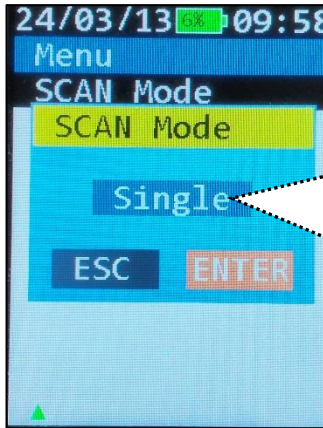 24/03/13 6% 09:58
Menu
SCAN Mode
SCAN Mode
Single
ESC ENTER